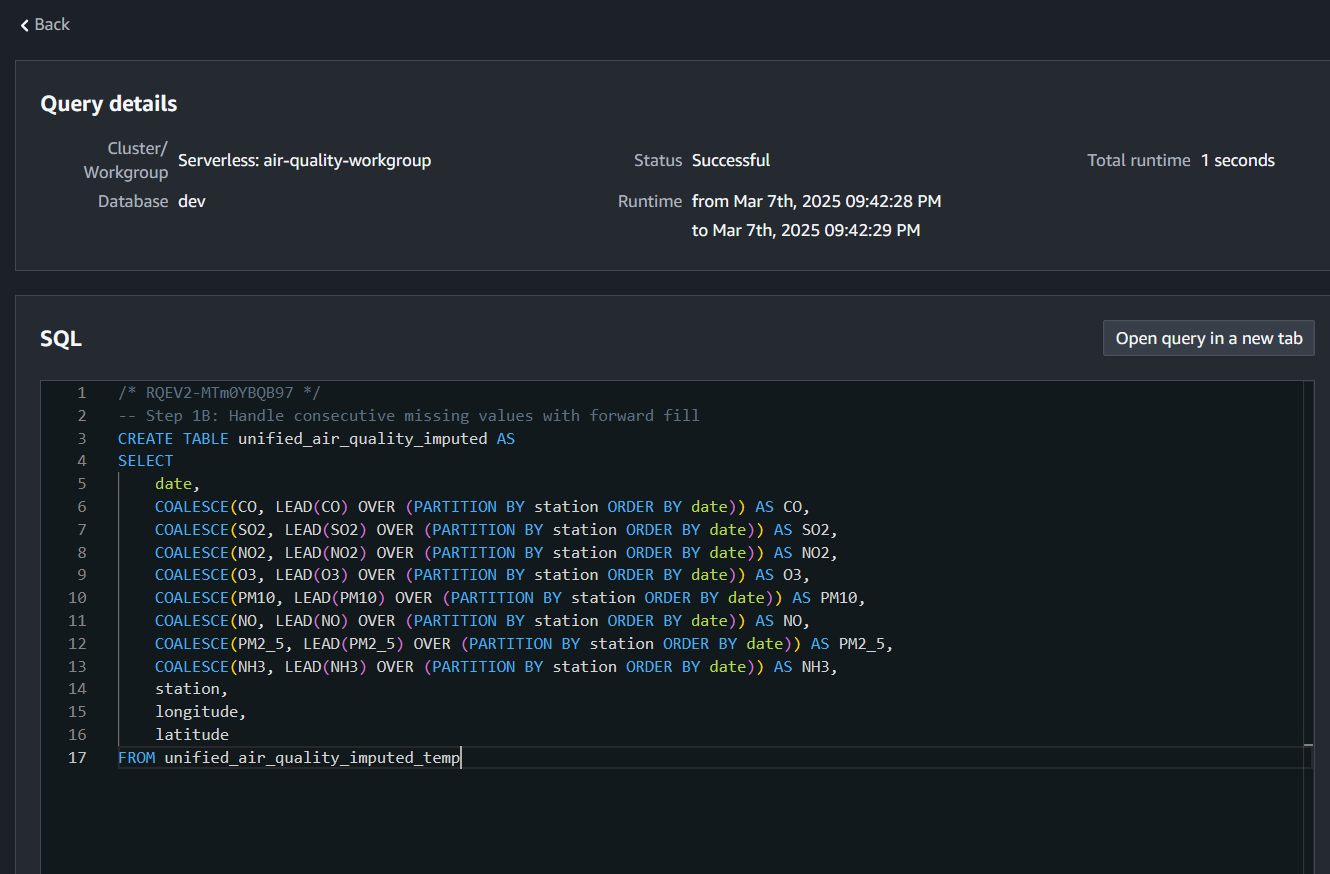 Back
Query details
Cluster/
Workgroup Serverless: air-quality-workgroup
Status Successful
Total runtime 1 seconds
Database dev
Runtime from Mar 7th, 2025 09:42:28 PM
to Mar 7th, 2025 09:42:29 PM
SQL
Open query in a new tab
1 /* RQEV2-MTm0YBQB97 */
2 -- Step 1B: Handle consecutive missing values with forward fill
3 CREATE TABLE unified_air_quality_imputed AS
4 SELECT
5 date,
6 COALESCE(CO, LEAD(CO) OVER (PARTITION BY station ORDER BY date)) AS CO,
7 COALESCE(SO2, LEAD(SO2) OVER (PARTITION BY station ORDER BY date)) AS SO2,
8 COALESCE(NO2, LEAD(NO2) OVER (PARTITION BY station ORDER BY date)) AS NO2,
9 COALESCE(O3, LEAD(O3) OVER (PARTITION BY station ORDER BY date)) AS O3,
10 COALESCE(PM10, LEAD(PM10) OVER (PARTITION BY station ORDER BY date)) AS PM10,
11 COALESCE(NO, LEAD(NO) OVER (PARTITION BY station ORDER BY date)) AS NO,
12 COALESCE(PM2_5, LEAD(PM2_5) OVER (PARTITION BY station ORDER BY date)) AS PM2_5,
13 COALESCE(NH3, LEAD(NH3) OVER (PARTITION BY station ORDER BY date)) AS NH3,
14 station,
15 longitude,
16 latitude
17 FROM unified_air_quality_imputed_temp